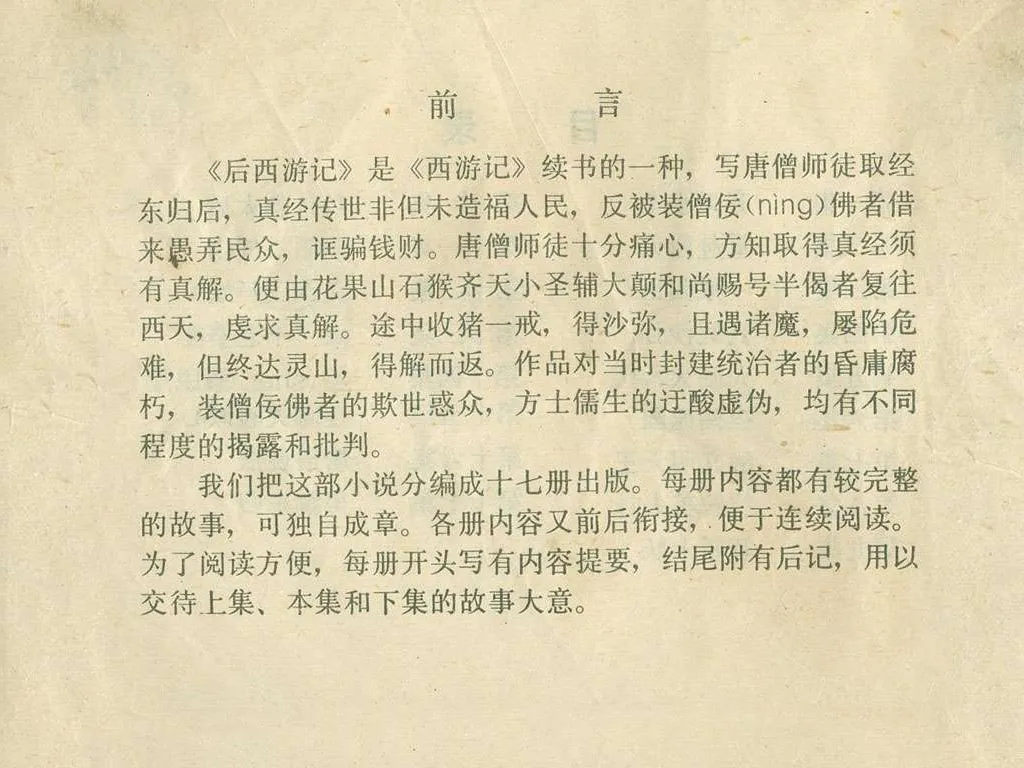 前言
《后西游记》是《西游记》续书的一种，写唐僧师徒取经
东归后，真经传世非但未造福人民，反被装僧佞(ning)佛者借
来愚弄民众，诓骗钱财。唐僧师徒十分痛心，方知取得真经须
有真解。便由花果山石猴齐天小圣辅大颠和尚赐号半偈者复往
西天，虔求真解。途中收猪一戒，得沙弥，且遇诸魔，屡陷危
难，但终达灵山，得解而返。作品对当时封建统治者的昏庸腐
朽，装僧佞佛者的欺世惑众，方士儒生的迂酸虚伪，均有不同
程度的揭露和批判。
我们把这部小说分编成十七册出版。每册内容都有较完整
的故事，可独自成章。各册内容又前后衔接，便于连续阅读。
为了阅读方便，每册开头写有内容提要，结尾附有后记，用以
交待上集、本集和下集的故事大意。